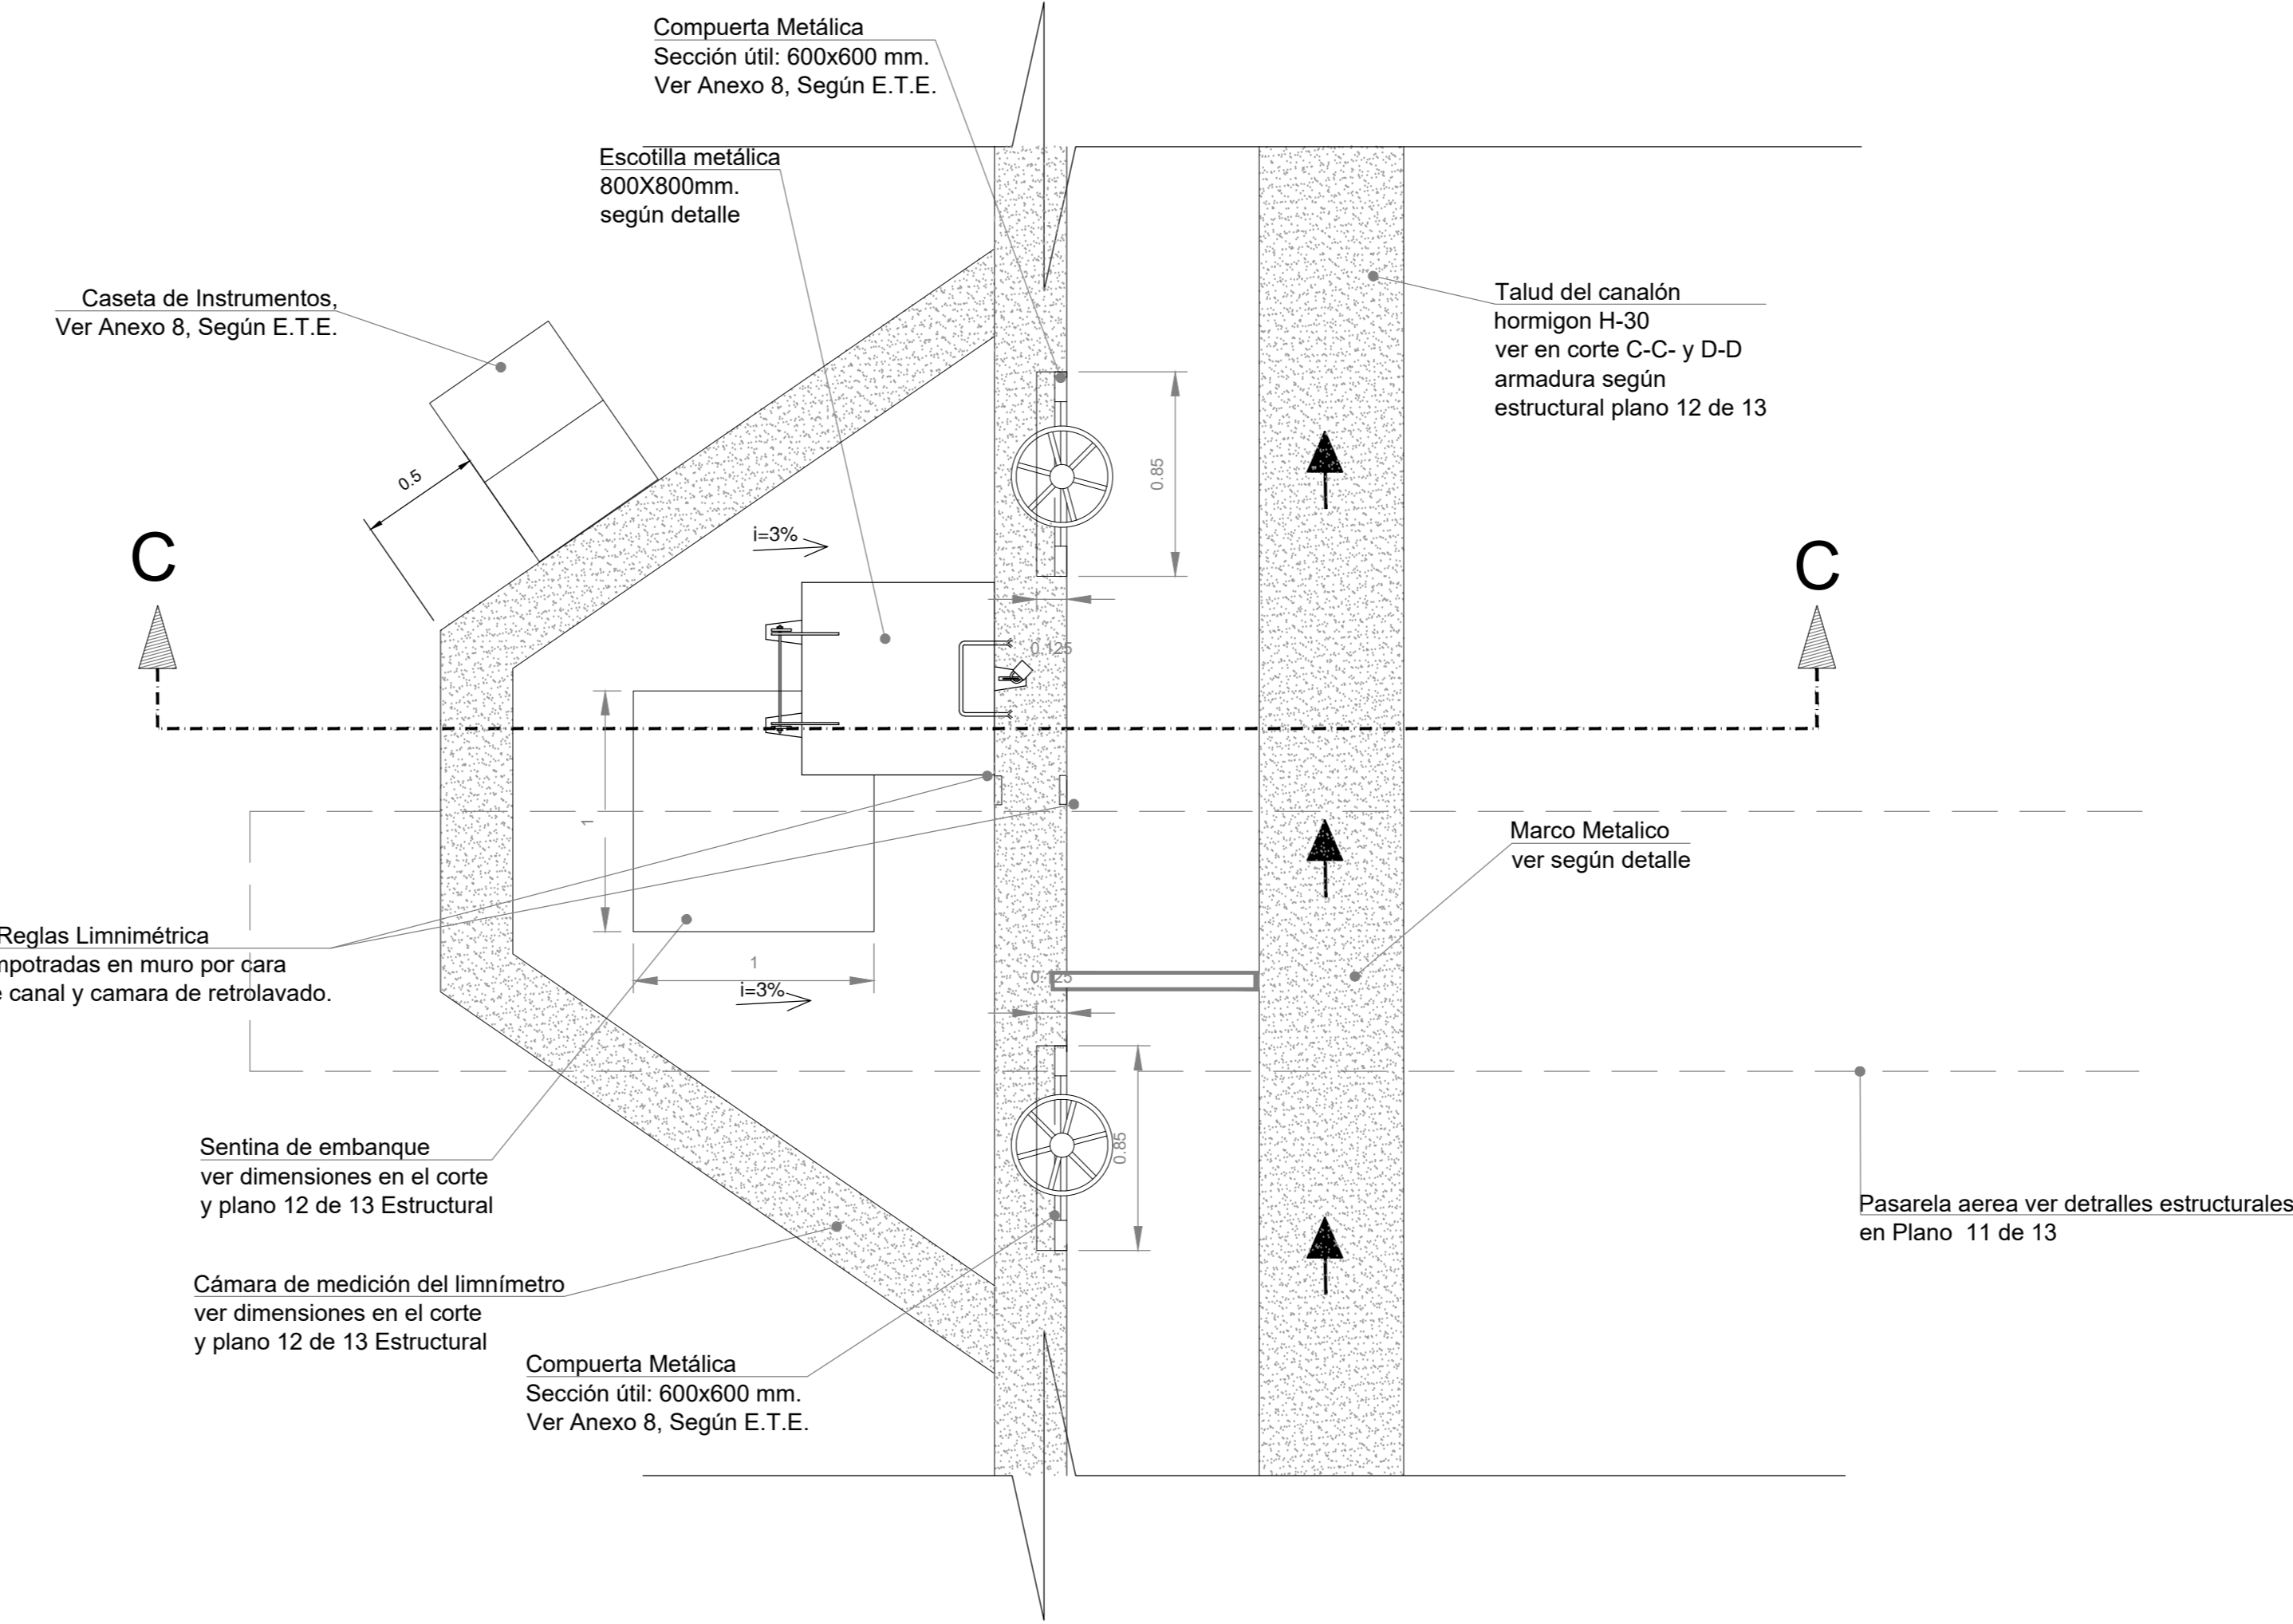 Compuerta Metálica
Sección útil: 600x600 mm.
Ver Anexo 8, Según E.T.E.
Escotilla metálica
800X800mm.
según detalle
Caseta de Instrumentos,
Ver Anexo 8, Según E.T.E.
Talud del canalón
hormigon H-30
ver en corte C-C- y D-D
armadura según
estructural plano 12 de 13
0.5
0.85
i=3%
C
C
0.125
1
Marco Metalico
ver según detalle
Reglas Limnimétrica
mpotradas en muro por cara
e canal y camara de retrolavado.
1
i=3%
0.125
0.85
Sentina de embanque
ver dimensiones en el corte
y plano 12 de 13 Estructural
Pasarela aerea ver detralles estructurales
en Plano 11 de 13
Cámara de medición del limnímetro
ver dimensiones en el corte
y plano 12 de 13 Estructural
Compuerta Metálica
Sección útil: 600x600 mm.
Ver Anexo 8, Según E.T.E.